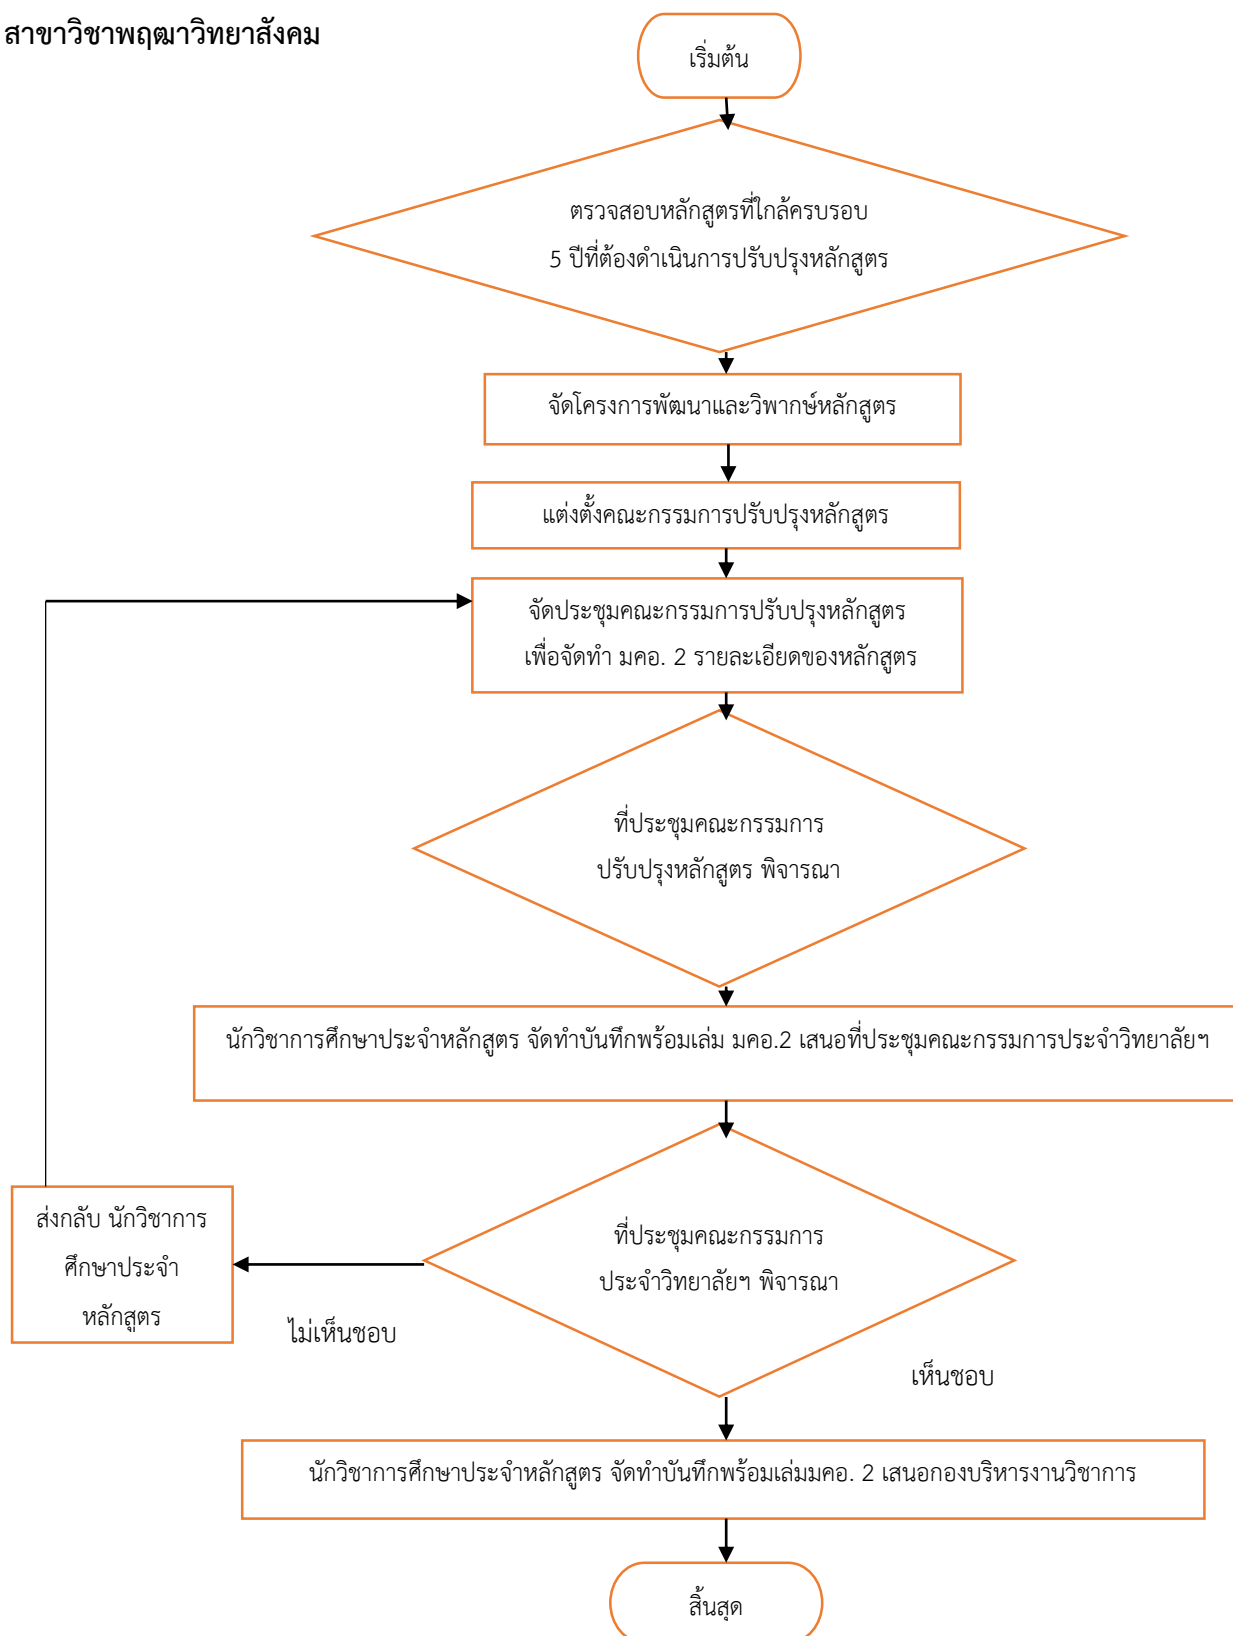 สาขาวิชาพฤฒาวิทยาสังคม
เริ่มต้น
ตรวจสอบหลักสูตรที่ใกล้ครบรอบ
5 ปีที่ต้องดำเนินการปรับปรุงหลักสูตร
จัดโครงการพัฒนาและวิพากษ์หลักสูตร
แต่งตั้งคณะกรรมการปรับปรุงหลักสูตร
จัดประชุมคณะกรรมการปรับปรุงหลักสูตร
เพื่อจัดทำ มคอ. 2 รายละเอียดของหลักสูตร
ที่ประชุมคณะกรรมการ
ปรับปรุงหลักสูตร พิจารณา
นักวิชาการศึกษาประจำหลักสูตร จัดทำบันทึกพร้อมเล่ม มคอ.2 เสนอที่ประชุมคณะกรรมการประจำวิทยาลัยฯ
ส่งกลับ นักวิชาการ
ศึกษาประจำ
หลักสูตร
ที่ประชุมคณะกรรมการ
ประจำวิทยาลัยฯ พิจารณา
ไม่เห็นชอบ
เห็นชอบ
นักวิชาการศึกษาประจำหลักสูตร จัดทำบันทึกพร้อมเล่มมคอ. 2 เสนอกองบริหารงานวิชาการ
สิ้นสุด